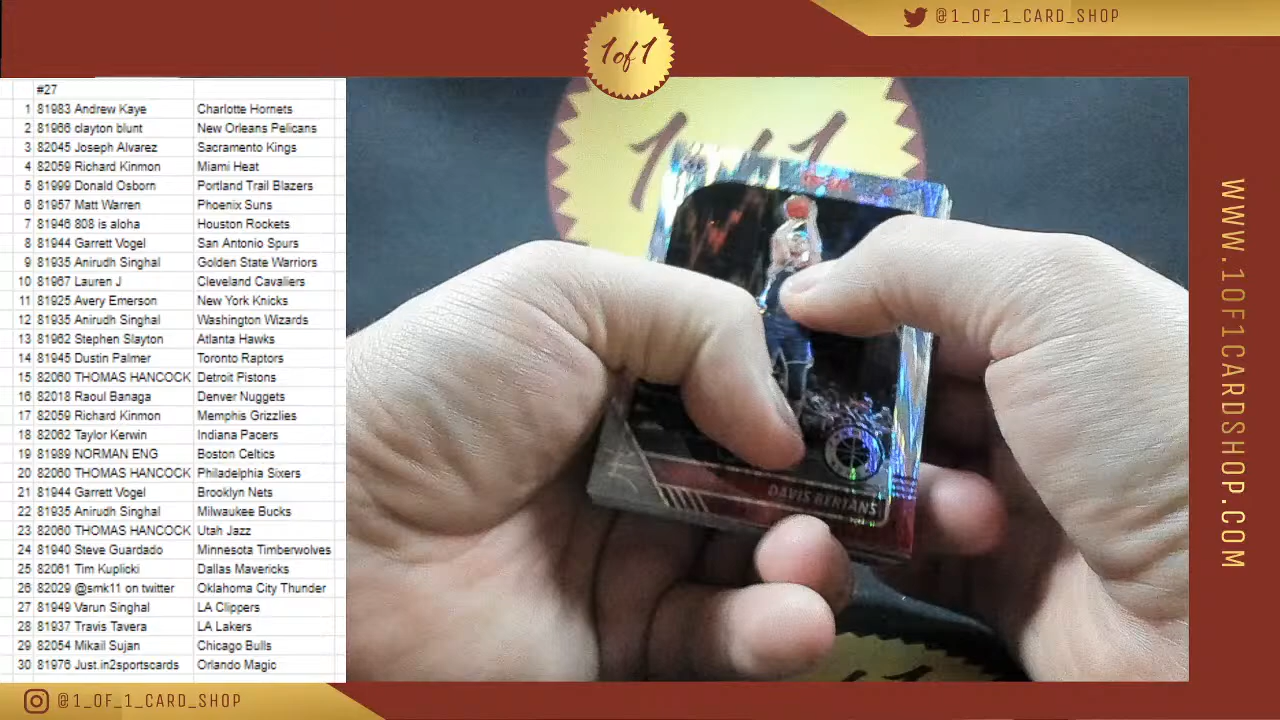 @1_OF_1_CARD_SHOP
1of1
#27
1 81983 Andrew Kaye Charlotte Hornets
2 81966 clayton blunt New Orleans Pelicans
3 82045 Joseph Alvarez Sacramento Kings
4 82059 Richard Kinmon Miami Heat
5 81999 Donald Osborn Portland Trail Blazers
6 81957 Matt Warren Phoenix Suns
7 81946 808 is aloha Houston Rockets
8 81944 Garrett Vogel San Antonio Spurs
9 81935 Anirudh Singhal Golden State Warriors
10 81967 Lauren J Cleveland Cavaliers
11 81925 Avery Emerson New York Knicks
12 81935 Anirudh Singhal Washington Wizards
13 81962 Stephen Slayton Atlanta Hawks
14 81945 Dustin Palmer Toronto Raptors
15 82060 THOMAS HANCOCK Detroit Pistons
16 82018 Raoul Banaga Denver Nuggets
17 82059 Richard Kinmon Memphis Grizzlies
18 82062 Taylor Kerwin Indiana Pacers
19 81989 NORMAN ENG Boston Celtics
20 82060 THOMAS HANCOCK Philadelphia Sixers
21 81944 Garrett Vogel Brooklyn Nets
22 81935 Anirudh Singhal Milwaukee Bucks
23 82060 THOMAS HANCOCK Utah Jazz
24 81940 Steve Guardado Minnesota Timberwolves
25 82061 Tim Kuplicki Dallas Mavericks
26 82029 @smk11 on twitter Oklahoma City Thunder
27 81949 Varun Singhal LA Clippers
28 81937 Travis Tavera LA Lakers
29 82054 Mikail Sujan Chicago Bulls
30 81976 Just.in2sportscards Orlando Magic
DAVIS BERTANS
WWW.1OF1CARDSHOP.COM
@1_OF_1_CARD_SHOP